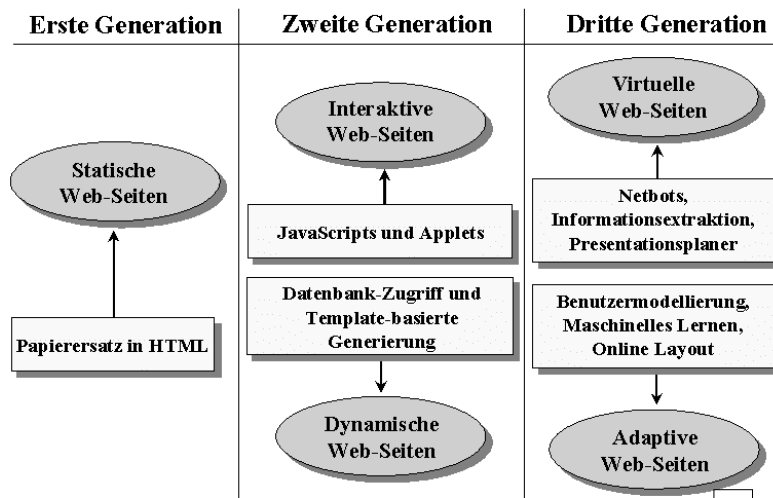 Erste Generation
Statische
Web-Seiten
Papierersatz in HTML
Zweite Generation
Interaktive
Web-Seiten
JavaScripts und Applets
Datenbank-Zugriff und
Template-basierte
Generierung
Dynamische
Web-Seiten
Dritte Generation
Virtuelle
Web-Seiten
Netbots,
Informationsextraktion,
Presentationsplaner
Benutzermodellierung,
Maschinelles Lernen,
Online Layout
Adaptive
Web-Seiten